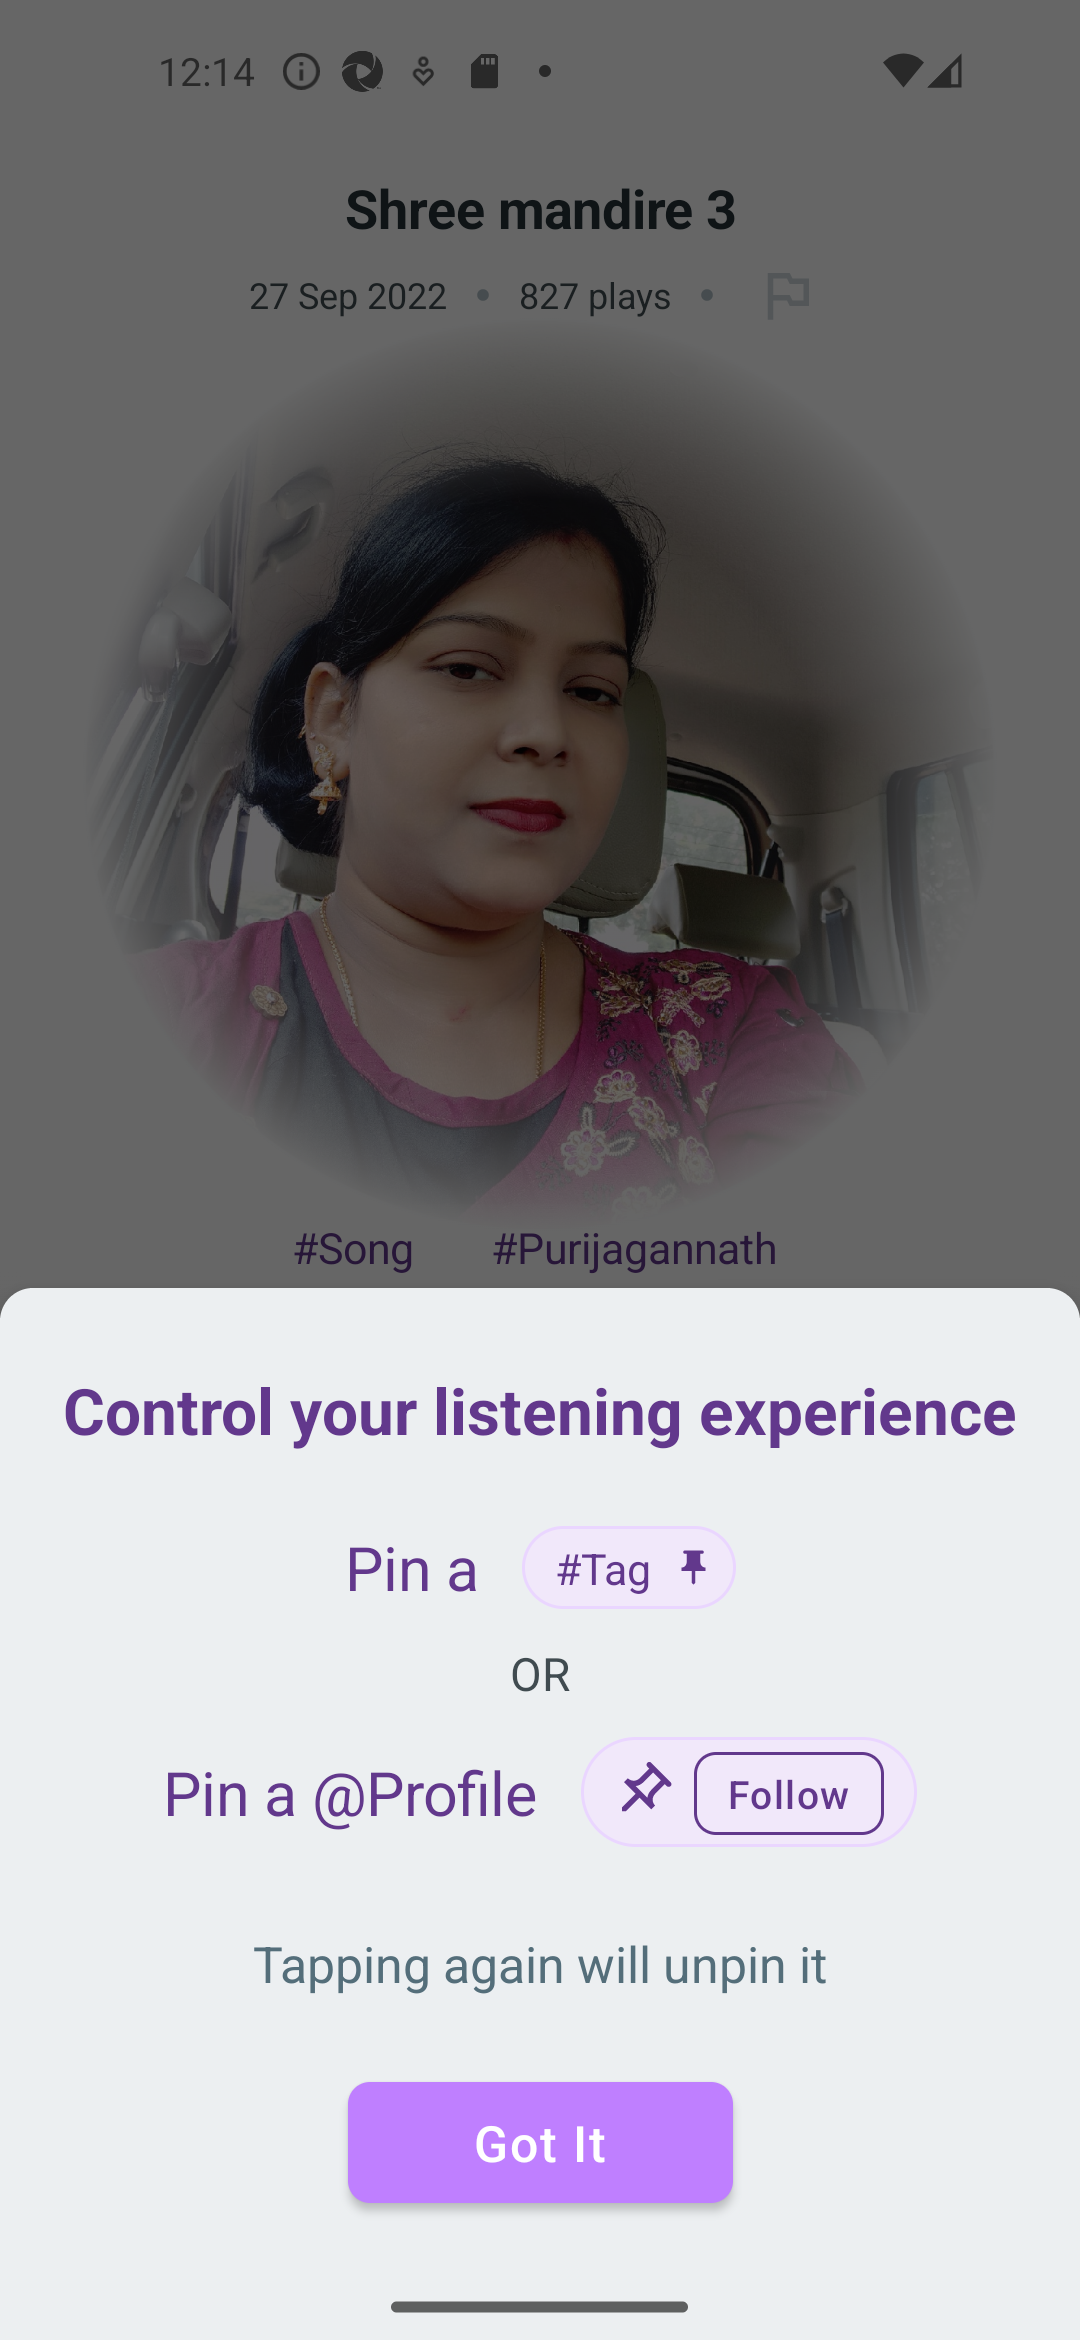 12:14
Shree mandire 3
27 Sep 2022 • 827 plays •
#Song #Purijagannath
Control your listening experience
Pin a #Tag
OR
Pin a @Profile Follow
Tapping again will unpin it
Got It